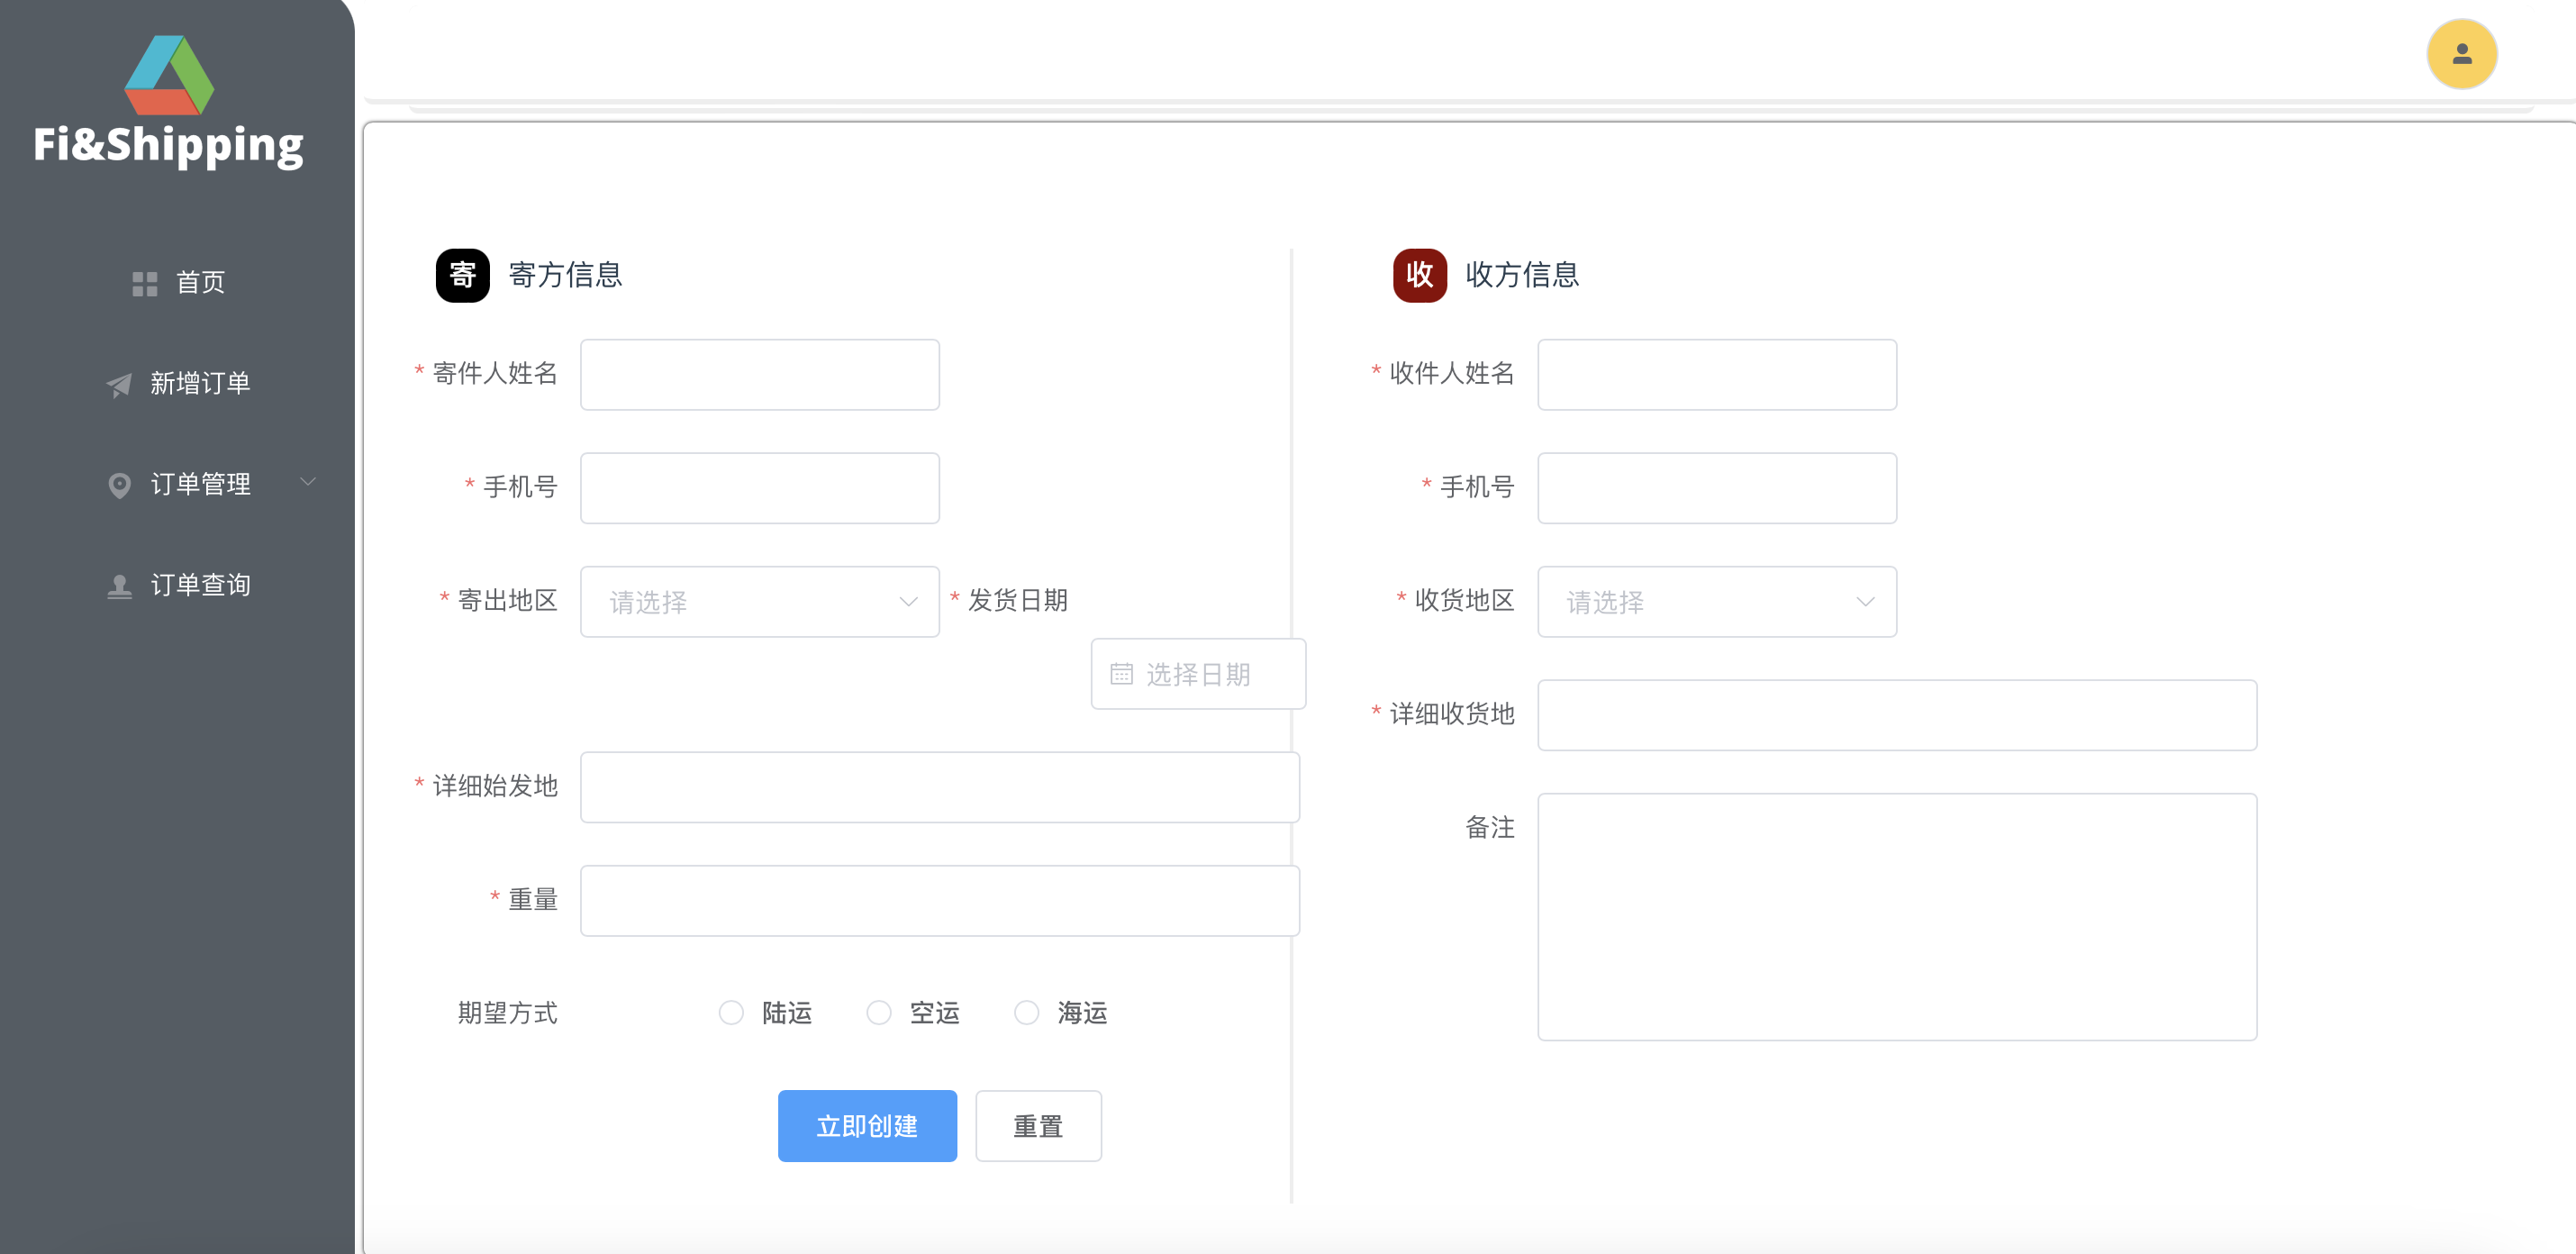 Fi&Shipping
首页
新增订单
订单管理
订单查询
寄 寄方信息
* 寄件人姓名
* 手机号
* 寄出地区 请选择 * 发货日期
选择日期
* 详细始发地
* 重量
期望方式 陆运 空运 海运
立即创建 重置
收 收方信息
* 收件人姓名
* 手机号
* 收货地区 请选择
* 详细收货地
备注